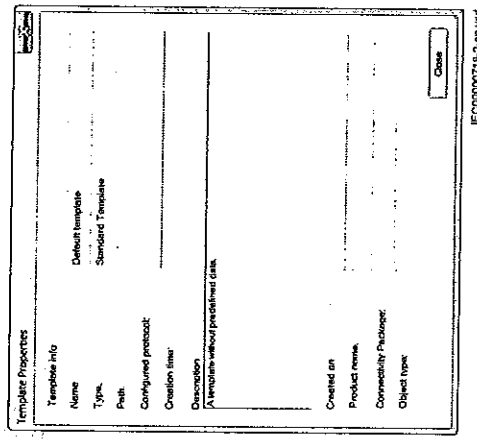 Template Properties
Template info
Name Default template
Type. Standard Template
Path.
Configured protocol:
Creation time:
Description
A template without predefined data.
Created on
Product name.
Connectivity Package:
Object type:
Close